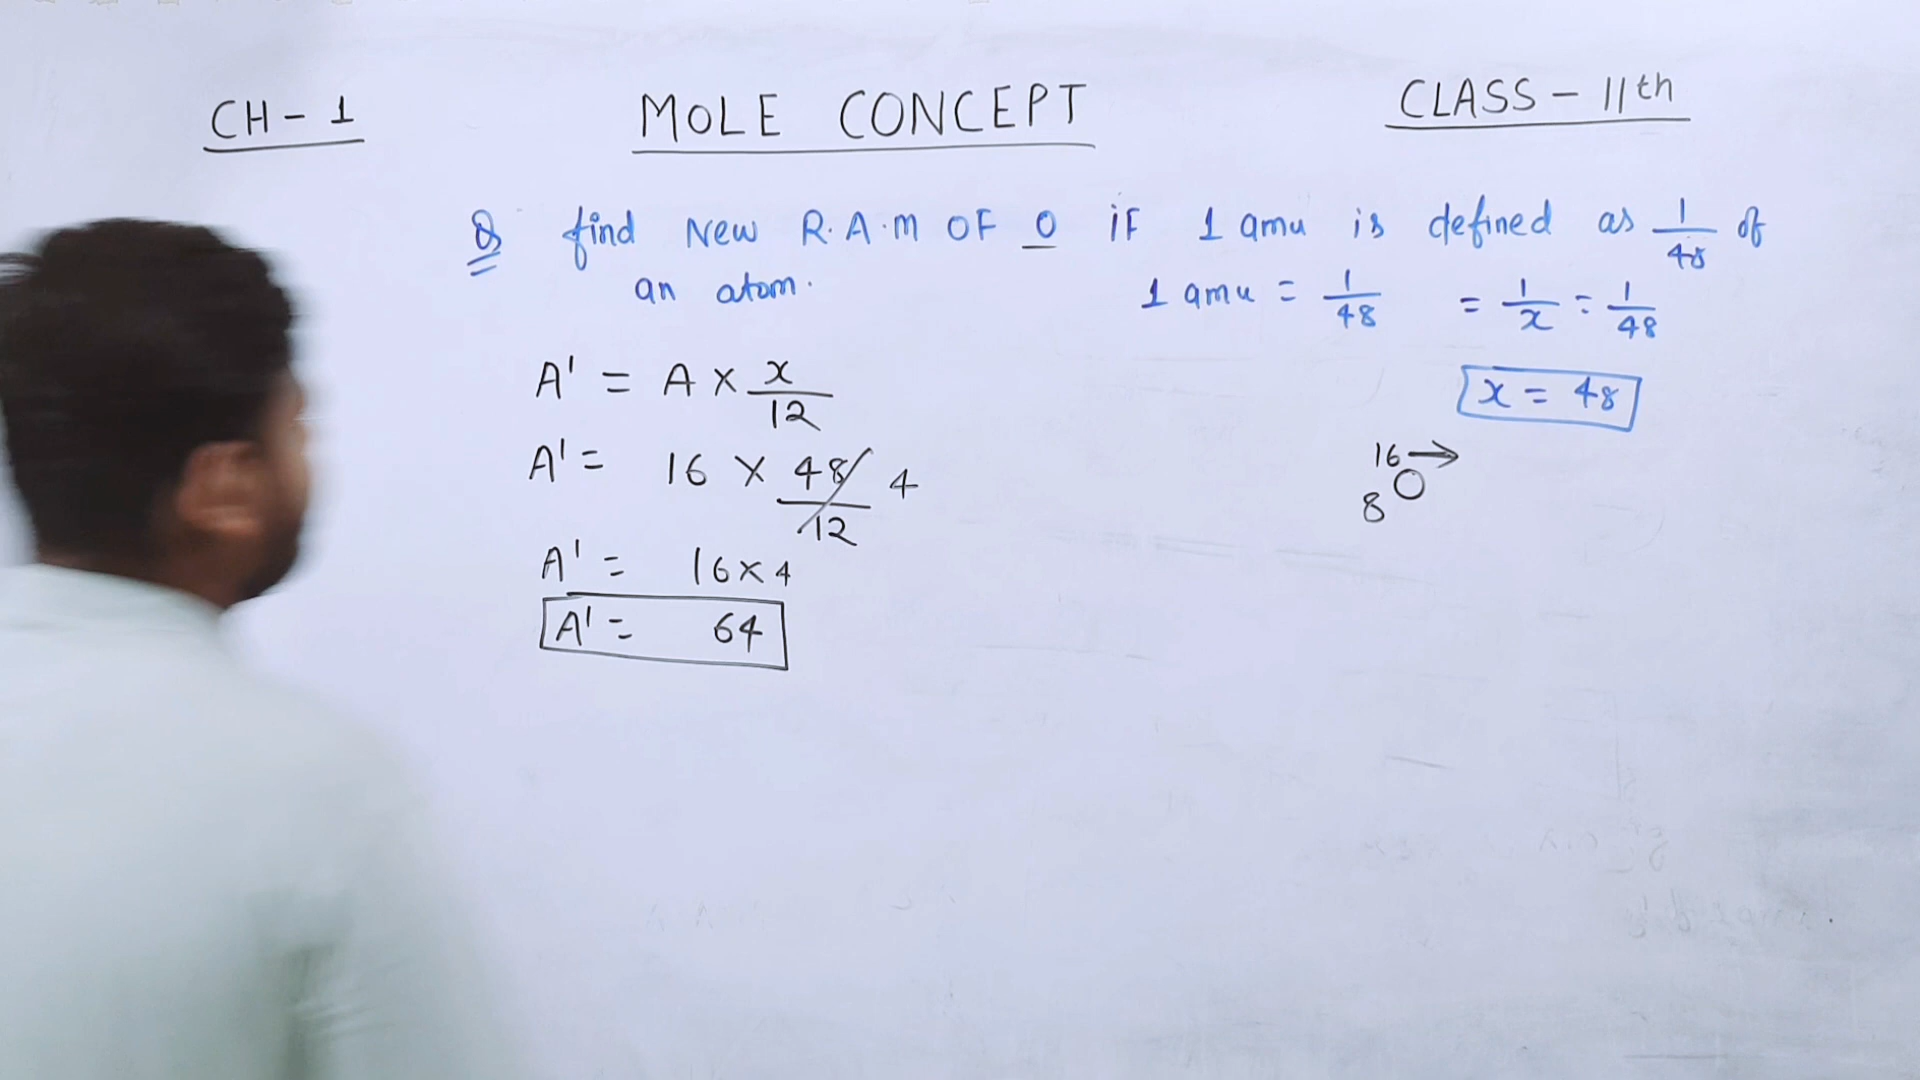 CH - 1
MOLE CONCEPT
CLASS - 11th
Q find New R.A.M OF O iF 1 amu is defined as 1/48 of
an atom.
1 amu = 1/48 = 1/x = 1/48
x = 48
A' = A × x/12
A' = 16 × 48/12 4
A' = 16 × 4
A' = 64
16 →
O
8